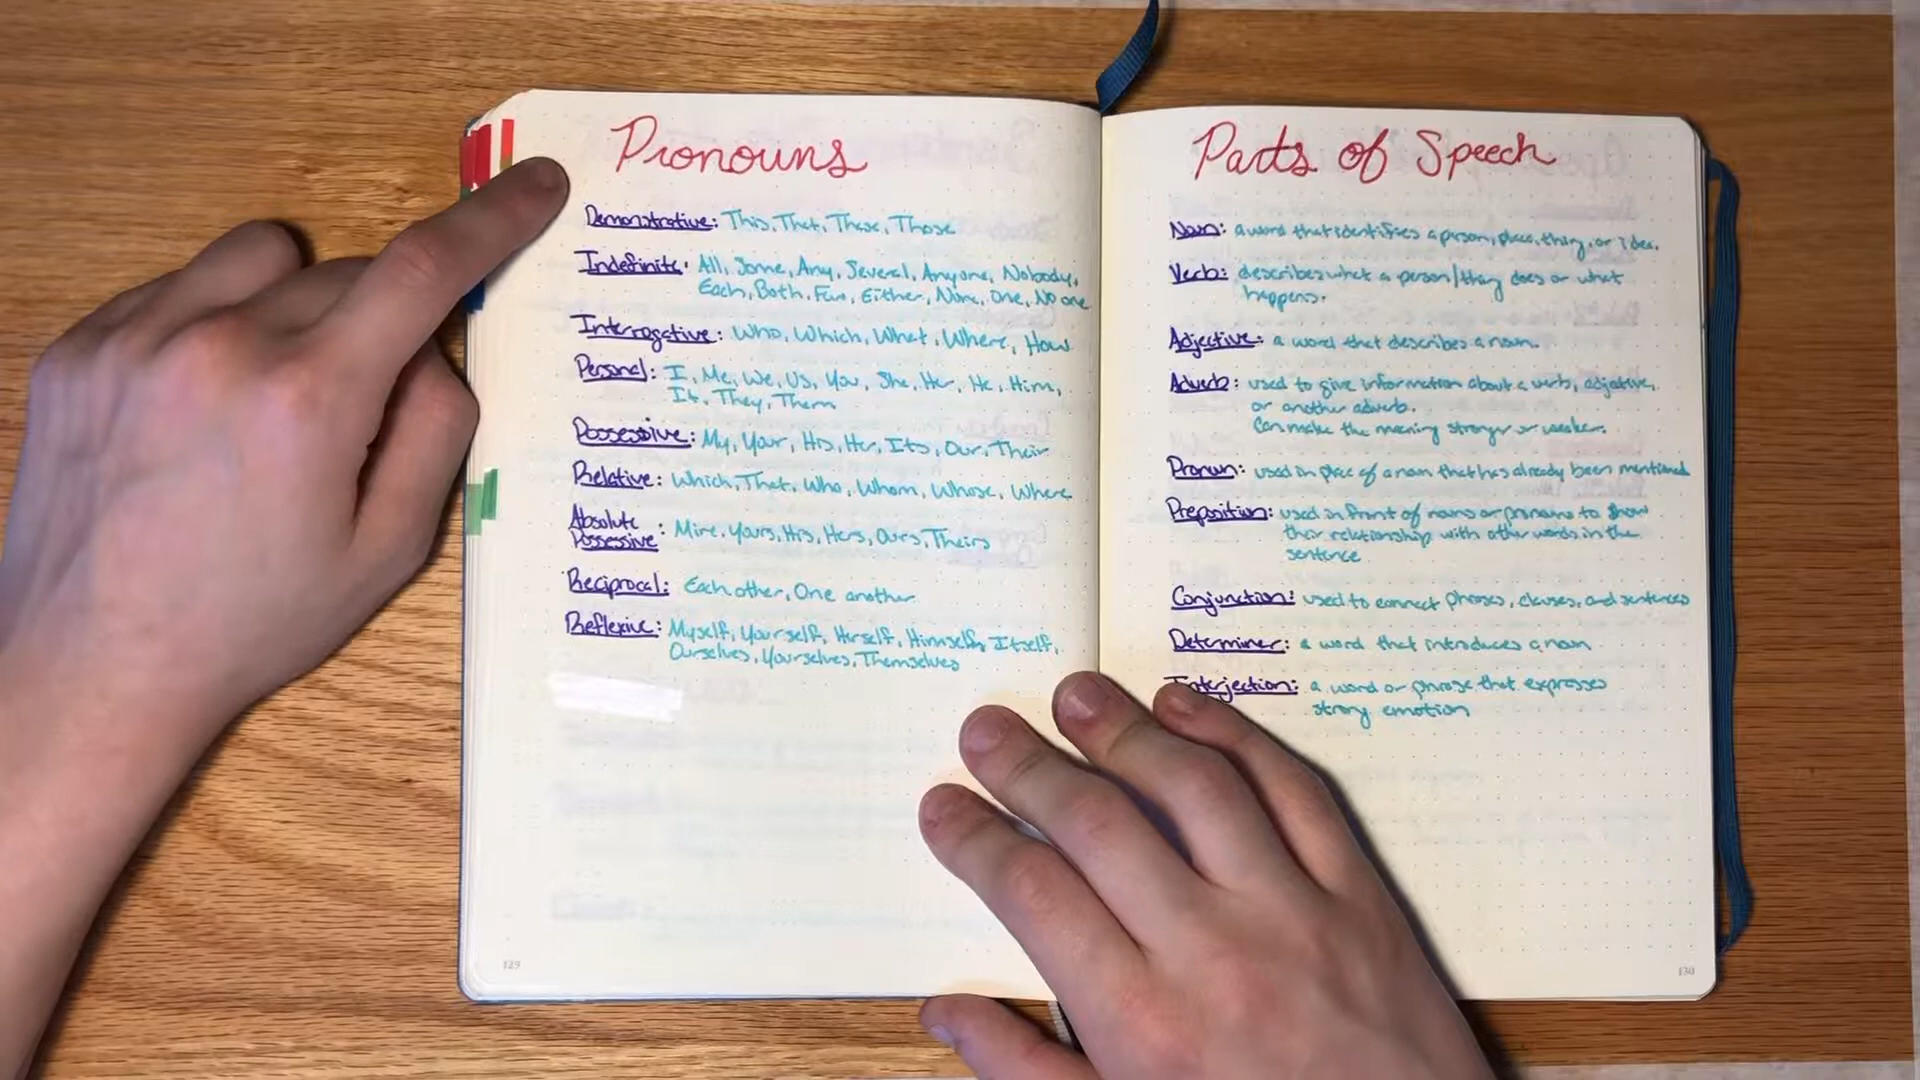 Pronouns
Demonstrative: This, That, These, Those
Indefinite: All, Some, Any, Several, Anyone, Nobody,
Each, Both, Few, Either, None, One, No one
Interrogative: Who, Which, What, Where, How
Personal: I, Me, We, Us, You, She, Her, He, Him,
It, They, Them
Possessive: My, Your, His, Her, Its, Our, Their
Relative: Which, That, Who, Whom, Whose, Where
Absolute
Possessive: Mine, Yours, His, Hers, Ours, Theirs
Reciprocal: Each other, One another
Reflexive: Myself, Yourself, Herself, Himself, Itself,
Ourselves, Yourselves, Themselves
129
Parts of Speech
Noun: a word that identifies a person, place, thing, or idea.
Verb: describes what a person/thing does or what
happens.
Adjective: a word that describes a noun.
Adverb: used to give information about a verb, adjective,
or another adverb.
Can make the meaning stronger or weaker.
Pronoun: used in place of a noun that has already been mentioned
Preposition: used in front of nouns or pronouns to show
their relationship with other words in the
sentence
Conjunction: used to connect phrases, clauses, and sentences
Determiner: a word that introduces a noun
Interjection: a word or phrase that expresses
strong emotion
130